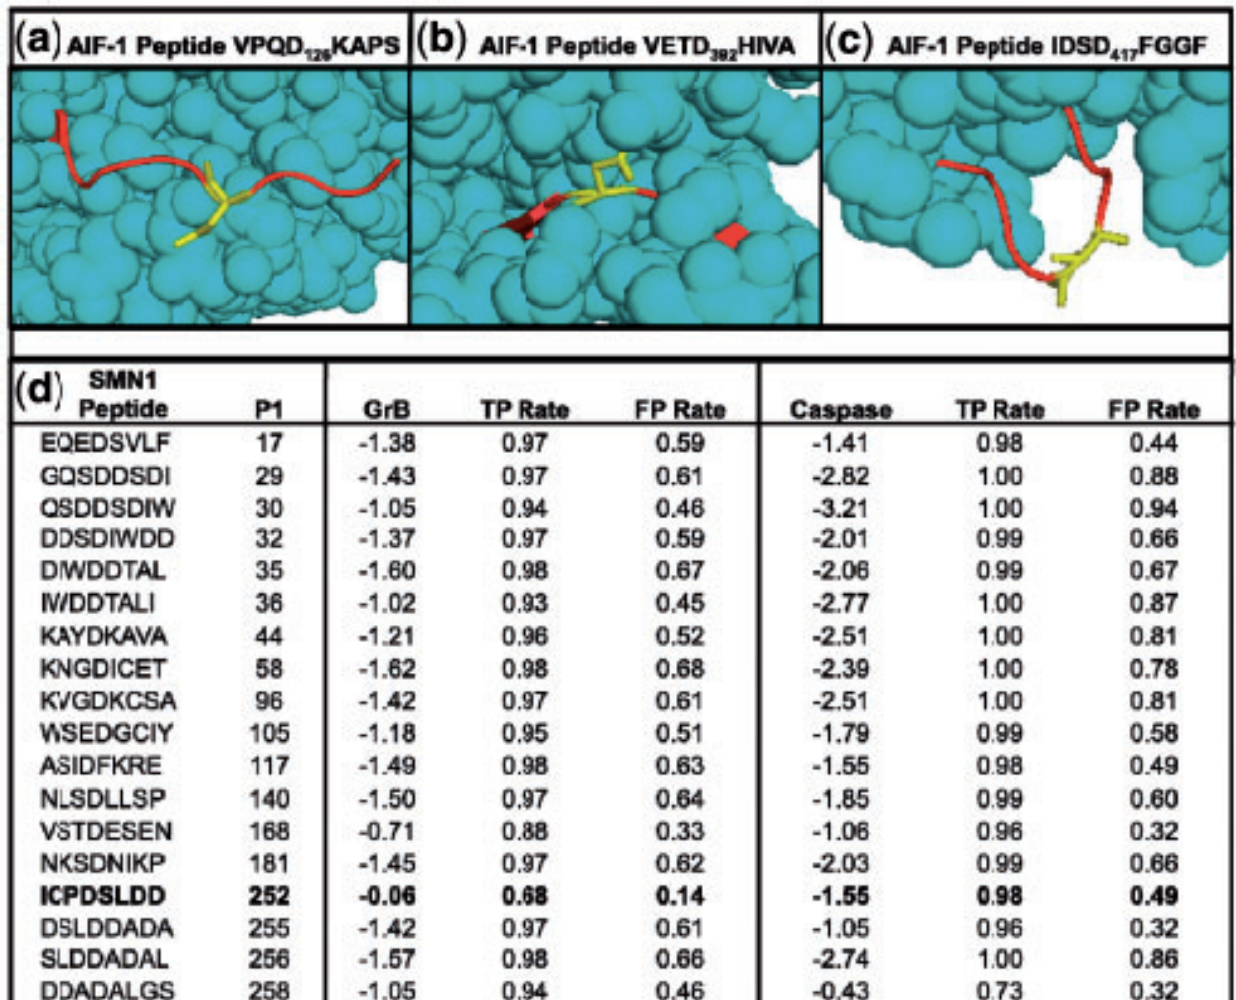 (a) AIF-1 Peptide VPQD₁₂₆KAPS (b) AIF-1 Peptide VETD₃₉₂HIVA (c) AIF-1 Peptide IDSD₄₁₇FGGF
(d) SMN1
Peptide P1 GrB TP Rate FP Rate Caspase TP Rate FP Rate
EQEDSVLF 17 -1.38 0.97 0.59 -1.41 0.98 0.44
GQSDDSDI 29 -1.43 0.97 0.61 -2.82 1.00 0.88
QSDDSDIW 30 -1.05 0.94 0.46 -3.21 1.00 0.94
DDSDIWDD 32 -1.37 0.97 0.59 -2.01 0.99 0.66
DIWDDTAL 35 -1.60 0.98 0.67 -2.06 0.99 0.67
IWDDTALI 36 -1.02 0.93 0.45 -2.77 1.00 0.87
KAYDKAVA 44 -1.21 0.96 0.52 -2.51 1.00 0.81
KNGDICET 58 -1.62 0.98 0.68 -2.39 1.00 0.78
KVGDKCSA 96 -1.42 0.97 0.61 -2.51 1.00 0.81
WSEDGCIY 105 -1.18 0.95 0.51 -1.79 0.99 0.58
ASIDFKRE 117 -1.49 0.98 0.63 -1.55 0.98 0.49
NLSDLLSP 140 -1.50 0.97 0.64 -1.85 0.99 0.60
VSTDESEN 168 -0.71 0.88 0.33 -1.06 0.96 0.32
NKSDNIKP 181 -1.45 0.97 0.62 -2.03 0.99 0.66
ICPDSLDD 252 -0.06 0.68 0.14 -1.55 0.98 0.49
DSLDDADA 255 -1.42 0.97 0.61 -1.05 0.96 0.32
SLDDADAL 256 -1.57 0.98 0.66 -2.74 1.00 0.86
DDADALGS 258 -1.05 0.94 0.46 -0.43 0.73 0.32